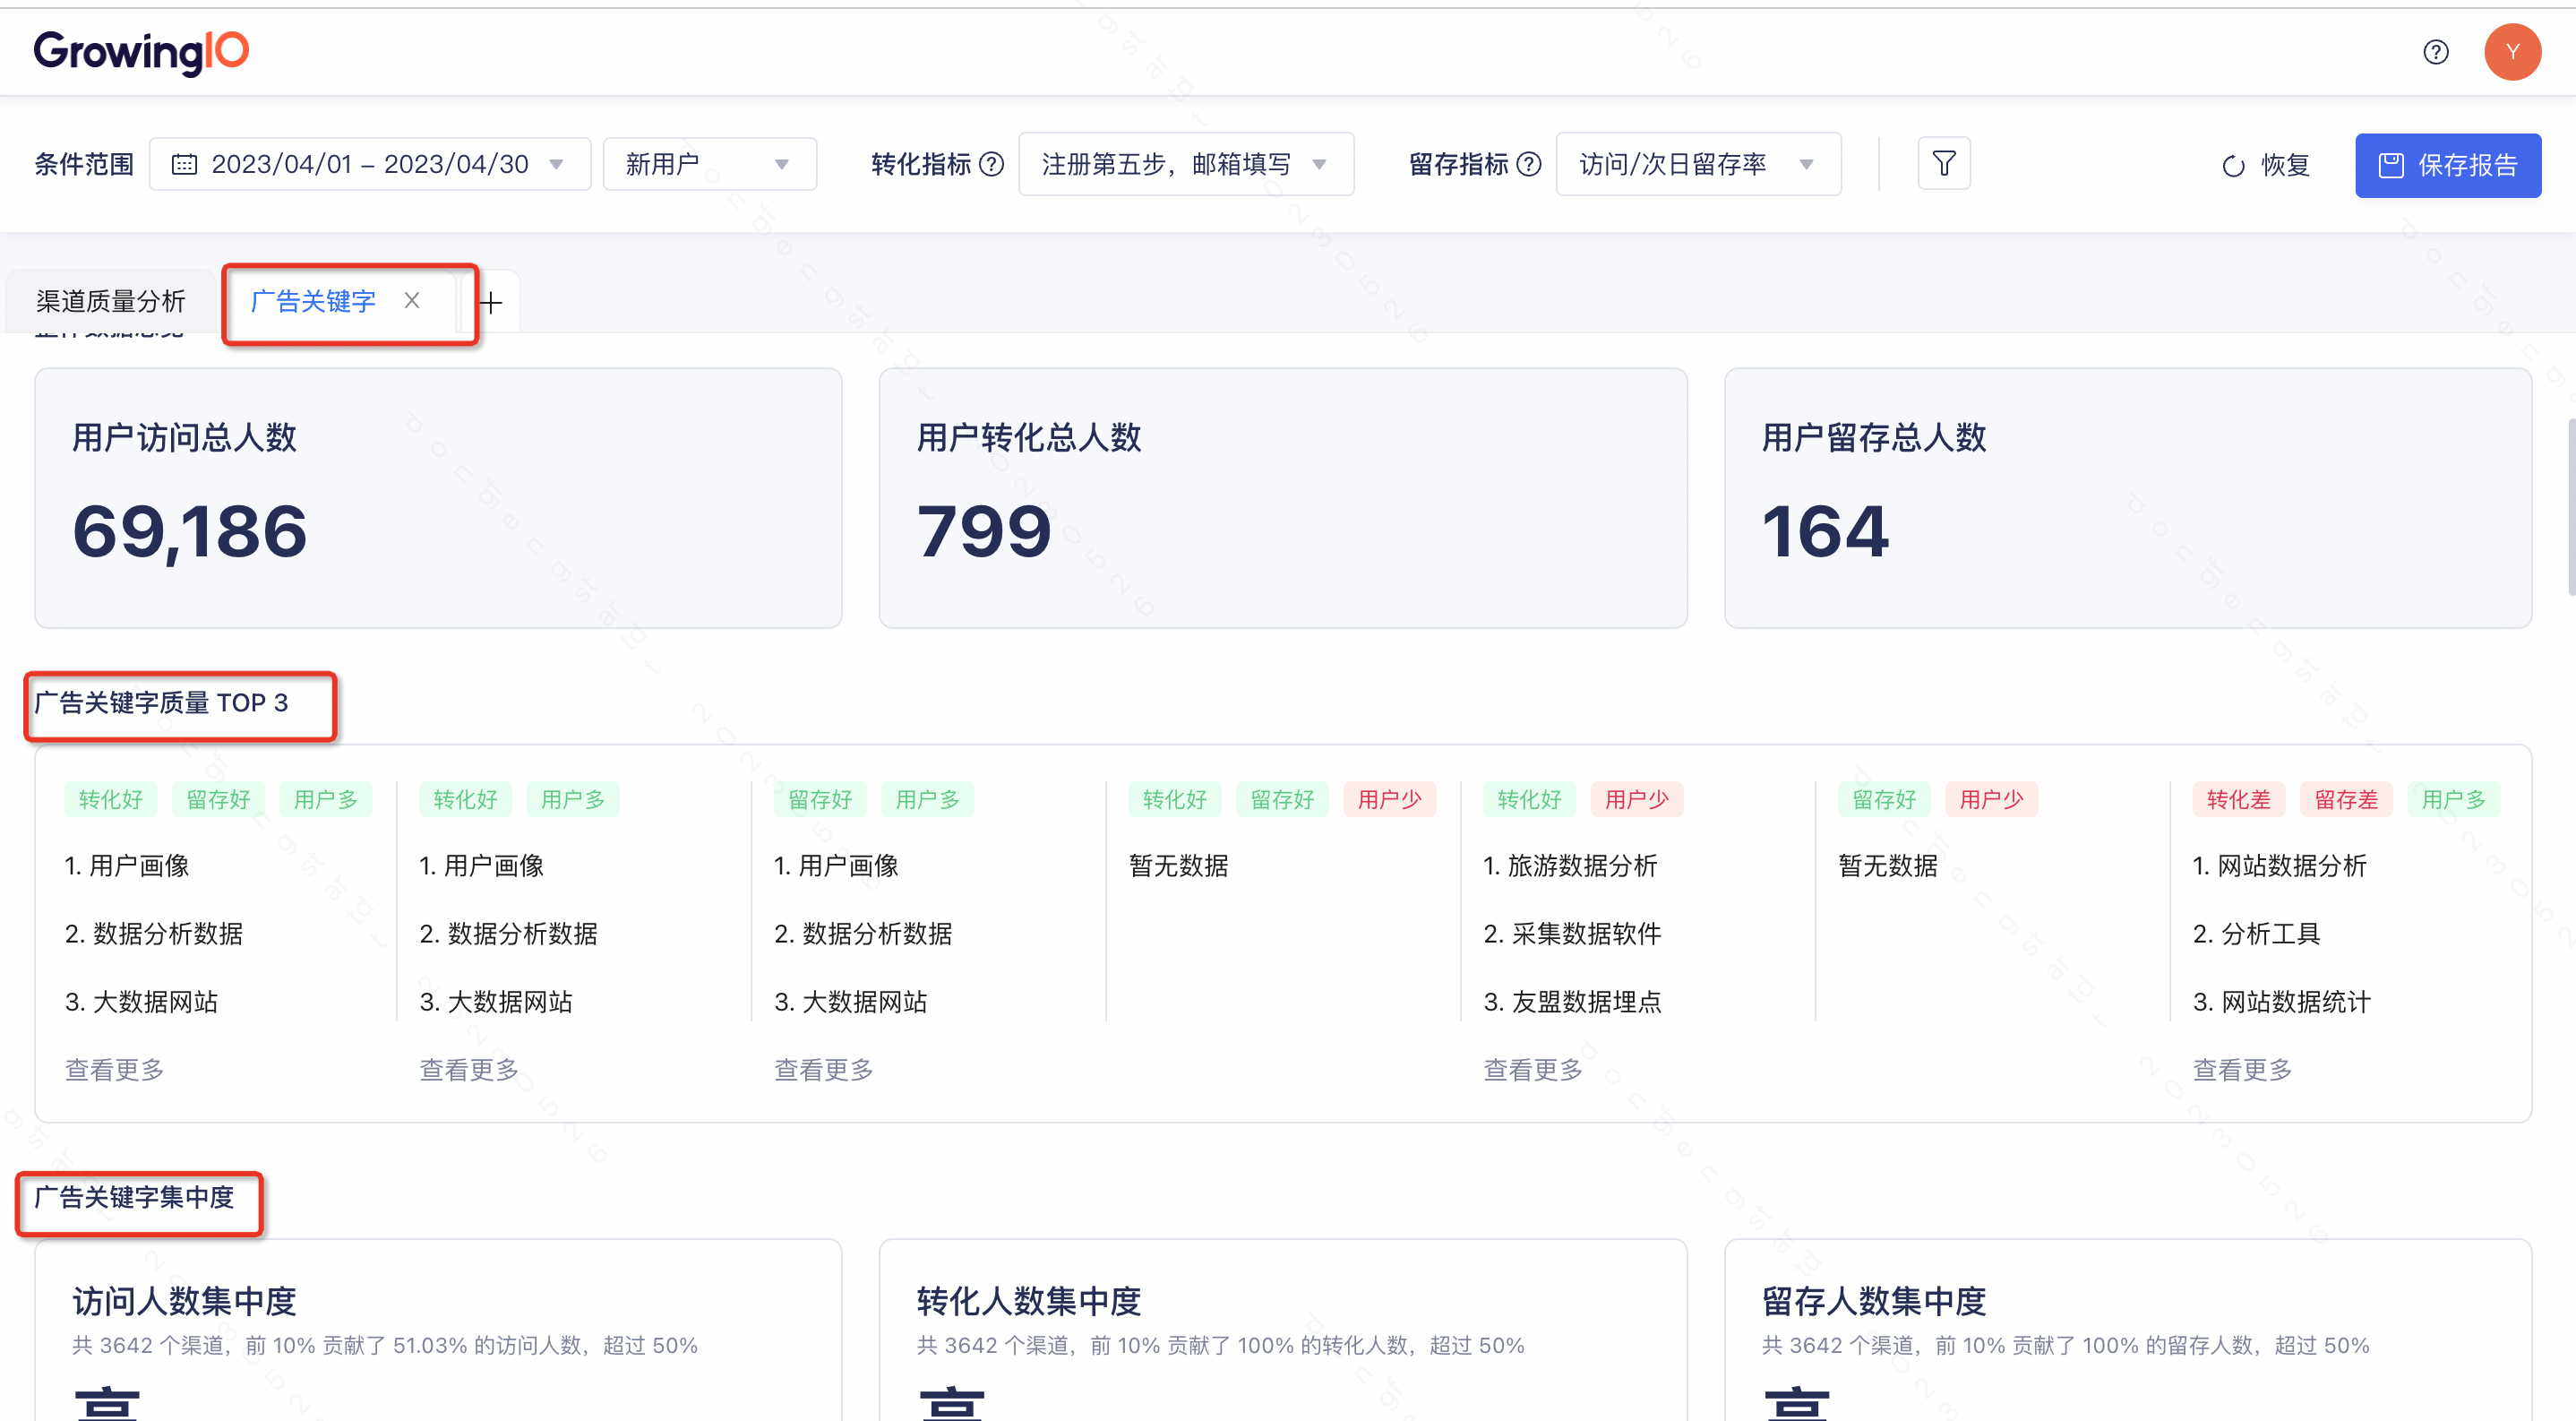 GrowingIO
Y
条件范围 2023/04/01 – 2023/04/30 新用户 转化指标 注册第五步，邮箱填写 留存指标 访问/次日留存率 恢复 保存报告
渠道质量分析 广告关键字
用户访问总人数
69,186
用户转化总人数
799
用户留存总人数
164
广告关键字质量 TOP 3
转化好 留存好 用户多
1. 用户画像
2. 数据分析数据
3. 大数据网站
查看更多
转化好 用户多
1. 用户画像
2. 数据分析数据
3. 大数据网站
查看更多
留存好 用户多
1. 用户画像
2. 数据分析数据
3. 大数据网站
查看更多
转化好 留存好 用户少
暂无数据
转化好 用户少
1. 旅游数据分析
2. 采集数据软件
3. 友盟数据埋点
查看更多
留存好 用户少
暂无数据
转化差 留存差 用户多
1. 网站数据分析
2. 分析工具
3. 网站数据统计
查看更多
广告关键字集中度
访问人数集中度
共 3642 个渠道，前 10% 贡献了 51.03% 的访问人数，超过 50%
转化人数集中度
共 3642 个渠道，前 10% 贡献了 100% 的转化人数，超过 50%
留存人数集中度
共 3642 个渠道，前 10% 贡献了 100% 的留存人数，超过 50%